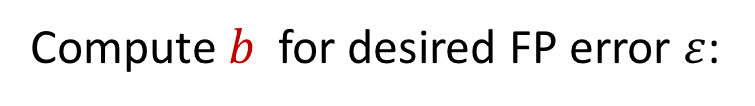 Compute b for desired FP error ε: